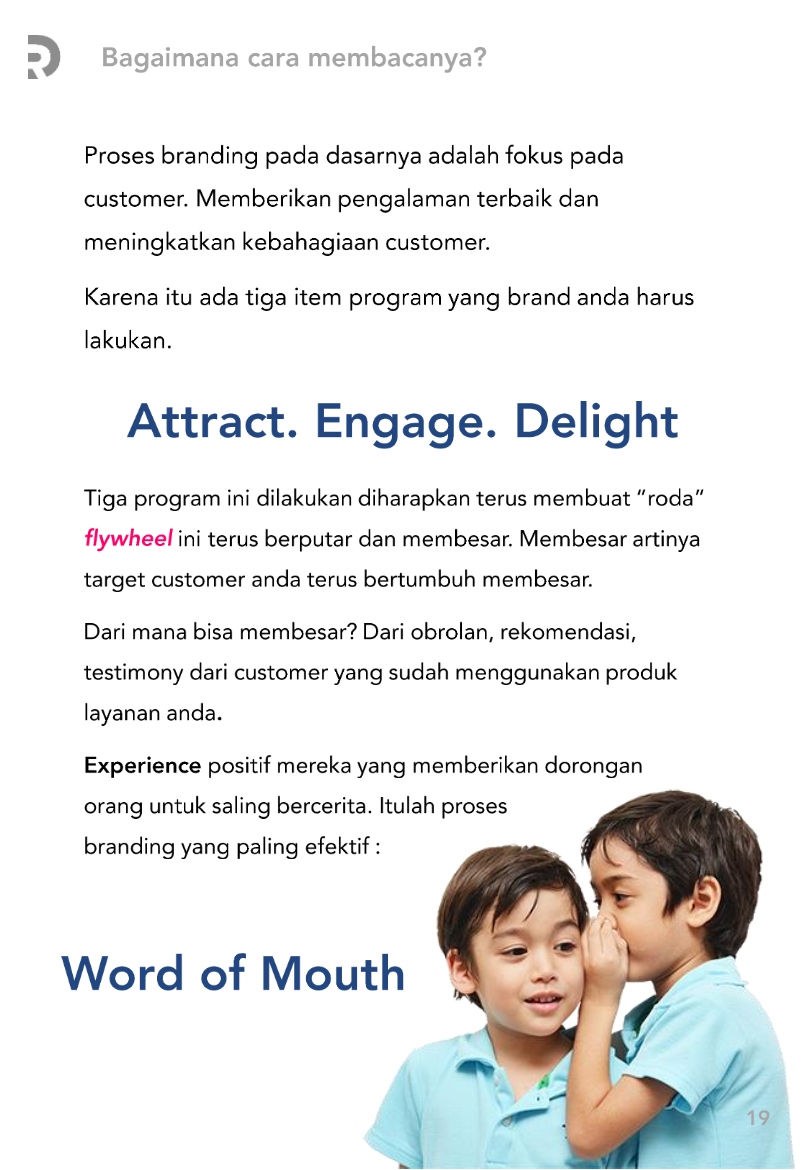 Bagaimana cara membacanya?
Proses branding pada dasarnya adalah fokus pada
customer. Memberikan pengalaman terbaik dan
meningkatkan kebahagiaan customer.
Karena itu ada tiga item program yang brand anda harus
lakukan.
Attract. Engage. Delight
Tiga program ini dilakukan diharapkan terus membuat “roda”
flywheel ini terus berputar dan membesar. Membesar artinya
target customer anda terus bertumbuh membesar.
Dari mana bisa membesar? Dari obrolan, rekomendasi,
testimony dari customer yang sudah menggunakan produk
layanan anda.
Experience positif mereka yang memberikan dorongan
orang untuk saling bercerita. Itulah proses
branding yang paling efektif :
Word of Mouth
19